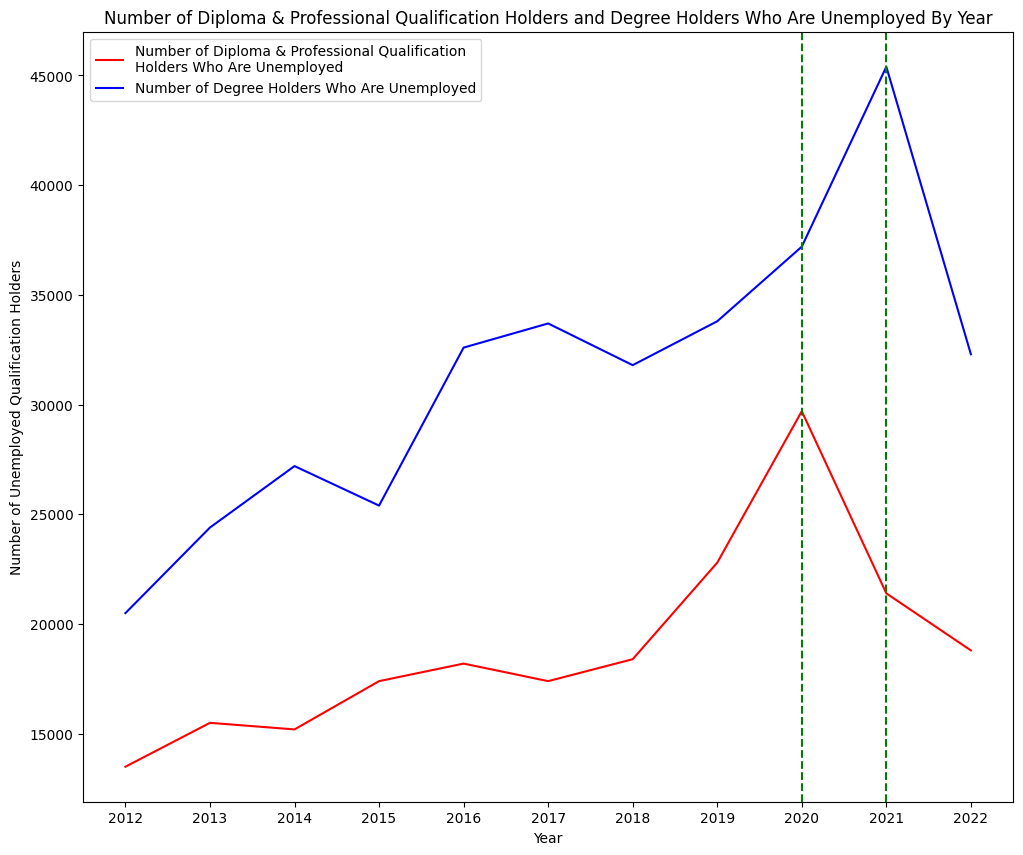 Number of Diploma & Professional Qualification Holders and Degree Holders Who Are Unemployed By Year
Number of Diploma & Professional Qualification
Holders Who Are Unemployed
Number of Degree Holders Who Are Unemployed
Number of Unemployed Qualification Holders
45000
40000
35000
30000
25000
20000
15000
2012 2013 2014 2015 2016 2017 2018 2019 2020 2021 2022
Year